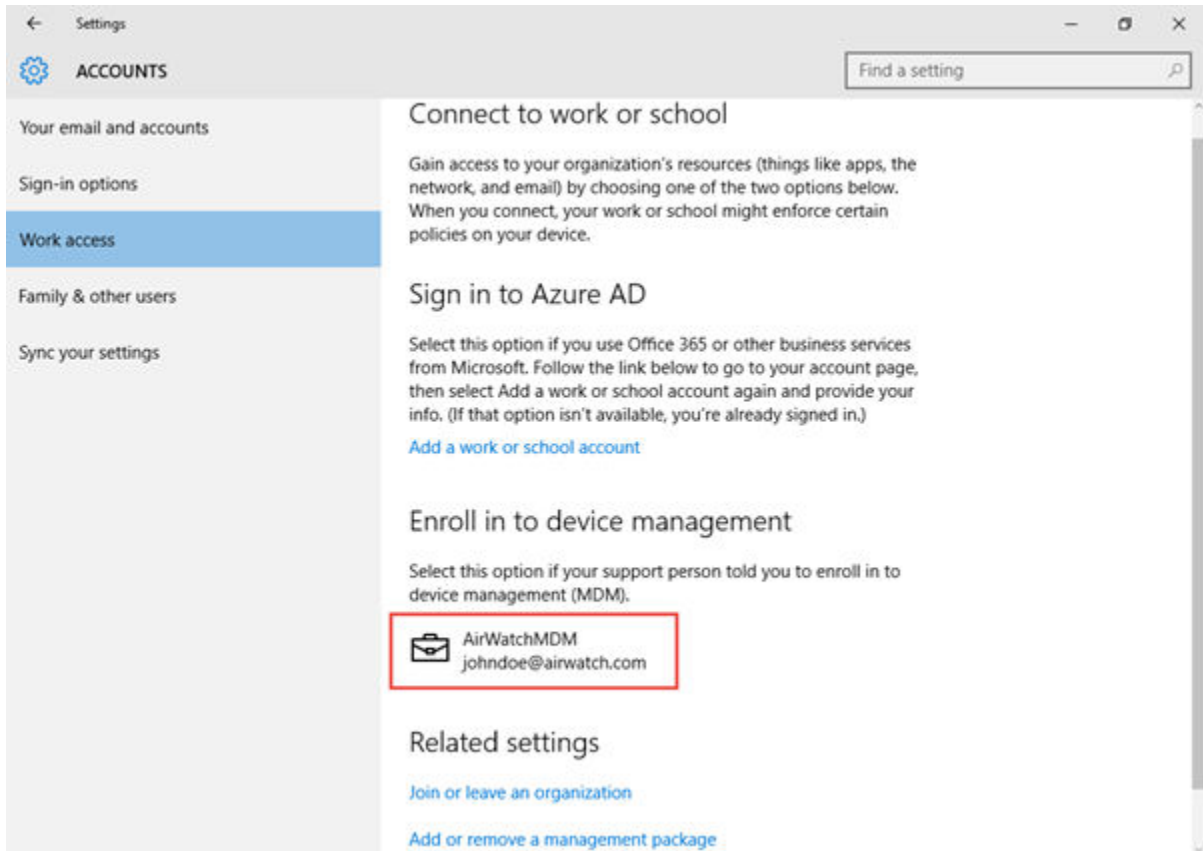 Settings
ACCOUNTS
Find a setting
Your email and accounts
Sign-in options
Work access
Family & other users
Sync your settings
Connect to work or school
Gain access to your organization's resources (things like apps, the
network, and email) by choosing one of the two options below.
When you connect, your work or school might enforce certain
policies on your device.
Sign in to Azure AD
Select this option if you use Office 365 or other business services
from Microsoft. Follow the link below to go to your account page,
then select Add a work or school account again and provide your
info. (If that option isn't available, you're already signed in.)
Add a work or school account
Enroll in to device management
Select this option if your support person told you to enroll in to
device management (MDM).
AirWatchMDM
johndoe@airwatch.com
Related settings
Join or leave an organization
Add or remove a management package